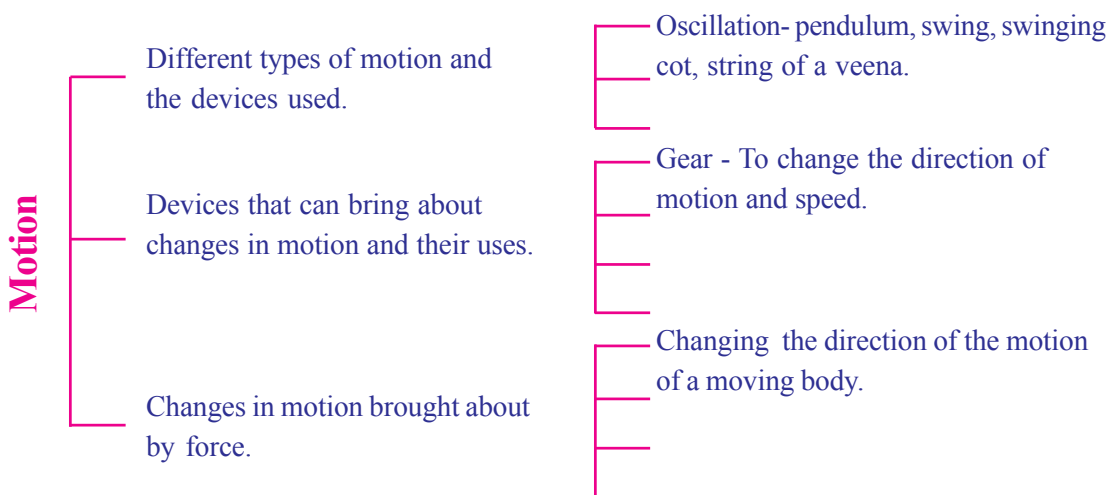 Motion
Different types of motion and
the devices used.
Oscillation- pendulum, swing, swinging
cot, string of a veena.
Devices that can bring about
changes in motion and their uses.
Gear - To change the direction of
motion and speed.
Changes in motion brought about
by force.
Changing the direction of the motion
of a moving body.